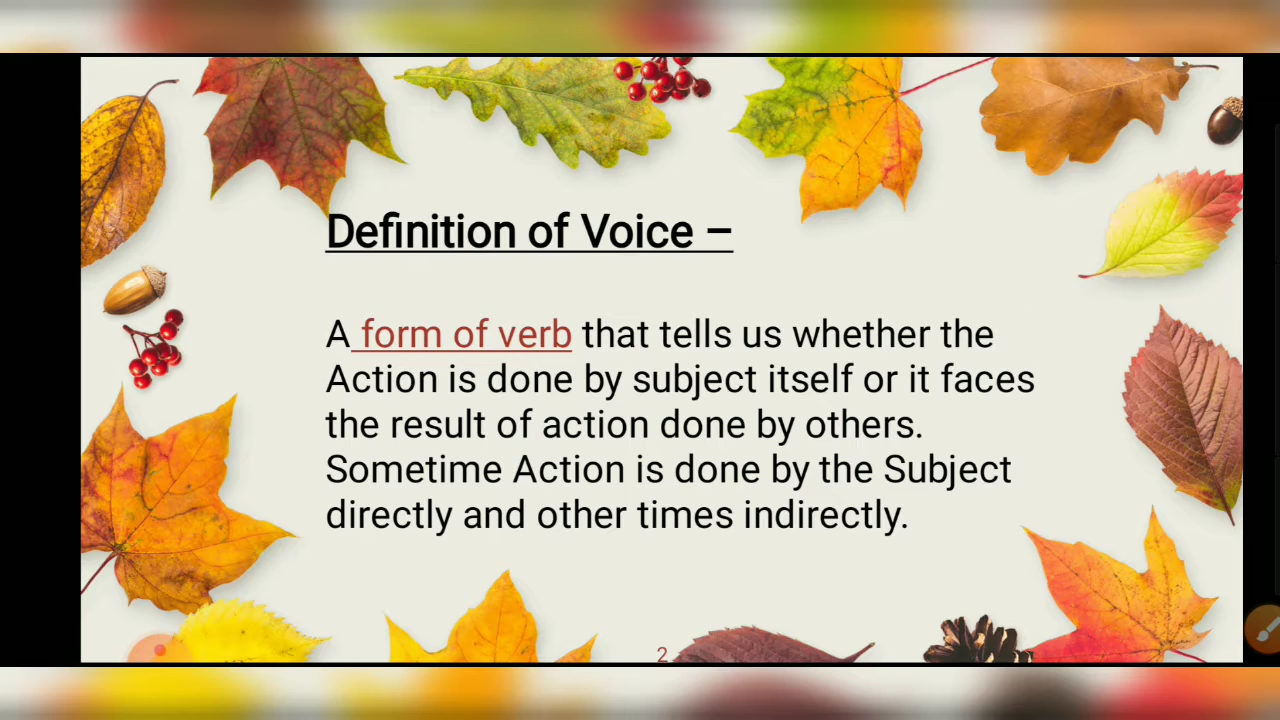 Definition of Voice –
A form of verb that tells us whether the
Action is done by subject itself or it faces
the result of action done by others.
Sometime Action is done by the Subject
directly and other times indirectly.
2